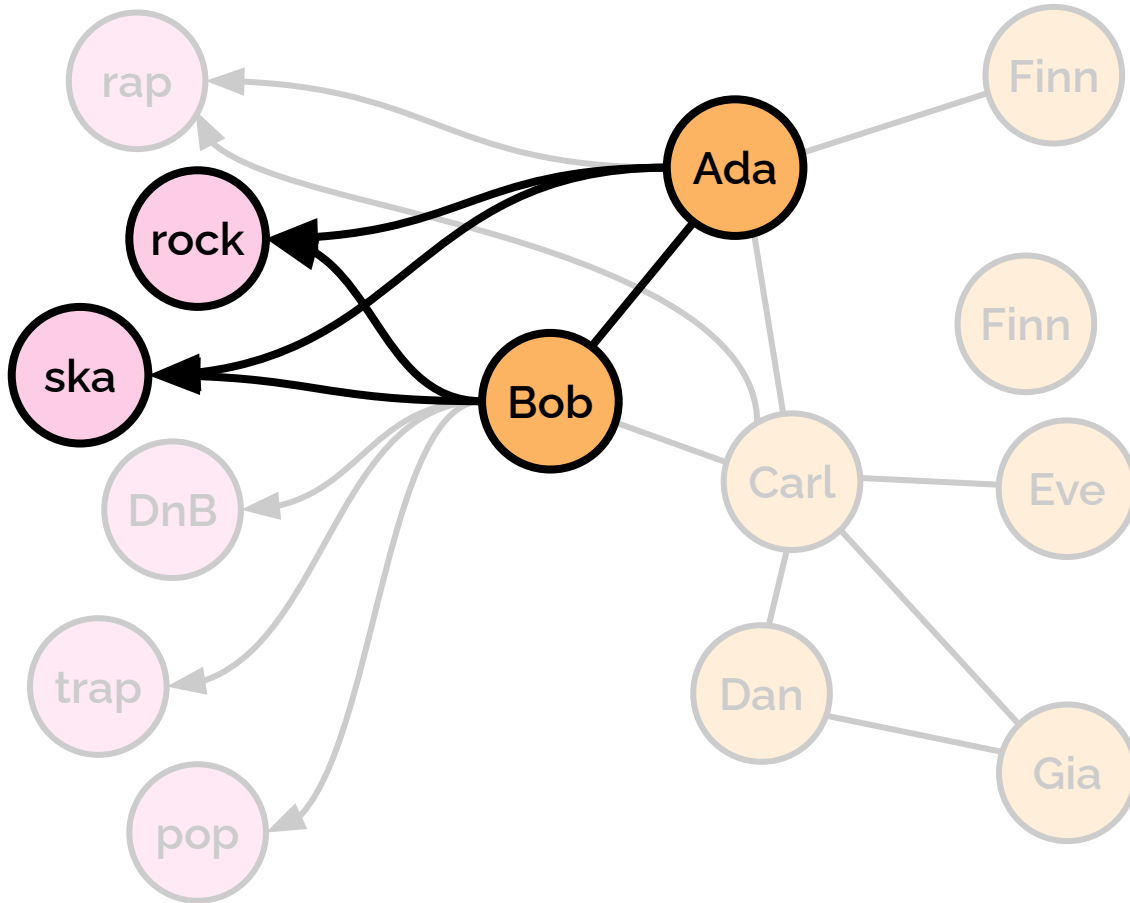 rap
Finn
Ada
rock
Finn
ska
Bob
Carl
Eve
DnB
trap
Dan
Gia
pop